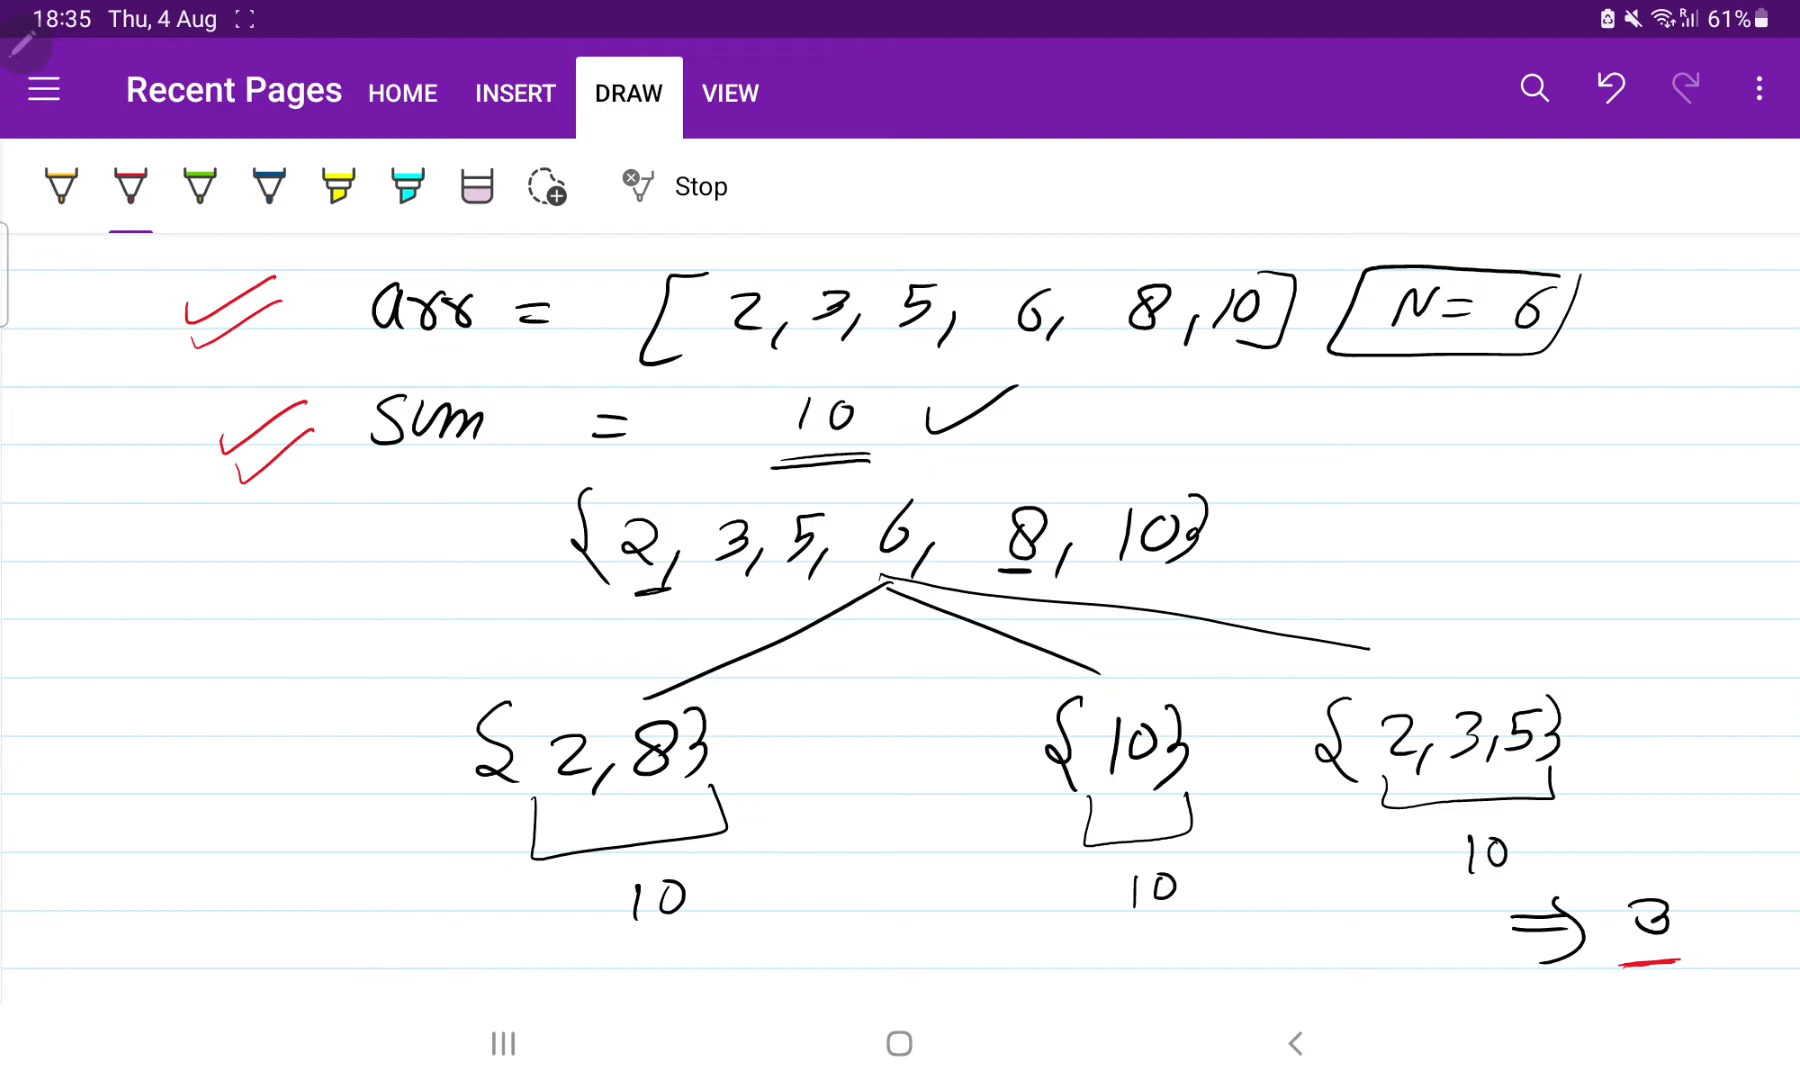 18:35 Thu, 4 Aug R 61%
Recent Pages HOME INSERT DRAW VIEW
Stop
arr = [ 2, 3, 5, 6, 8, 10] N = 6
Sum = 10
{ 2, 3, 5, 6, 8, 10}
{ 2, 8} { 10} { 2, 3, 5}
10 10 10
⇒ 3